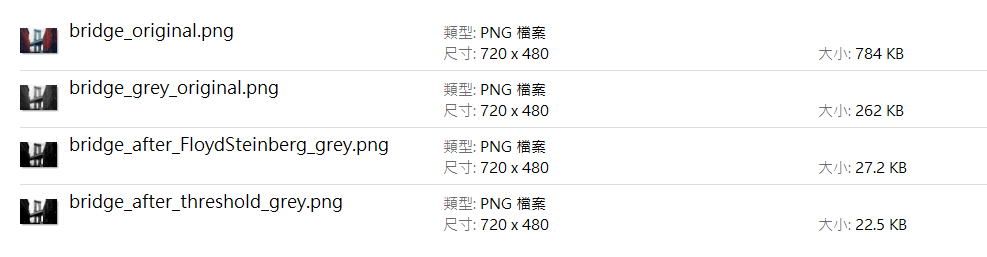 bridge_original.png
類型: PNG 檔案
尺寸: 720 x 480 大小: 784 KB
bridge_grey_original.png
類型: PNG 檔案
尺寸: 720 x 480 大小: 262 KB
bridge_after_FloydSteinberg_grey.png
類型: PNG 檔案
尺寸: 720 x 480 大小: 27.2 KB
bridge_after_threshold_grey.png
類型: PNG 檔案
尺寸: 720 x 480 大小: 22.5 KB